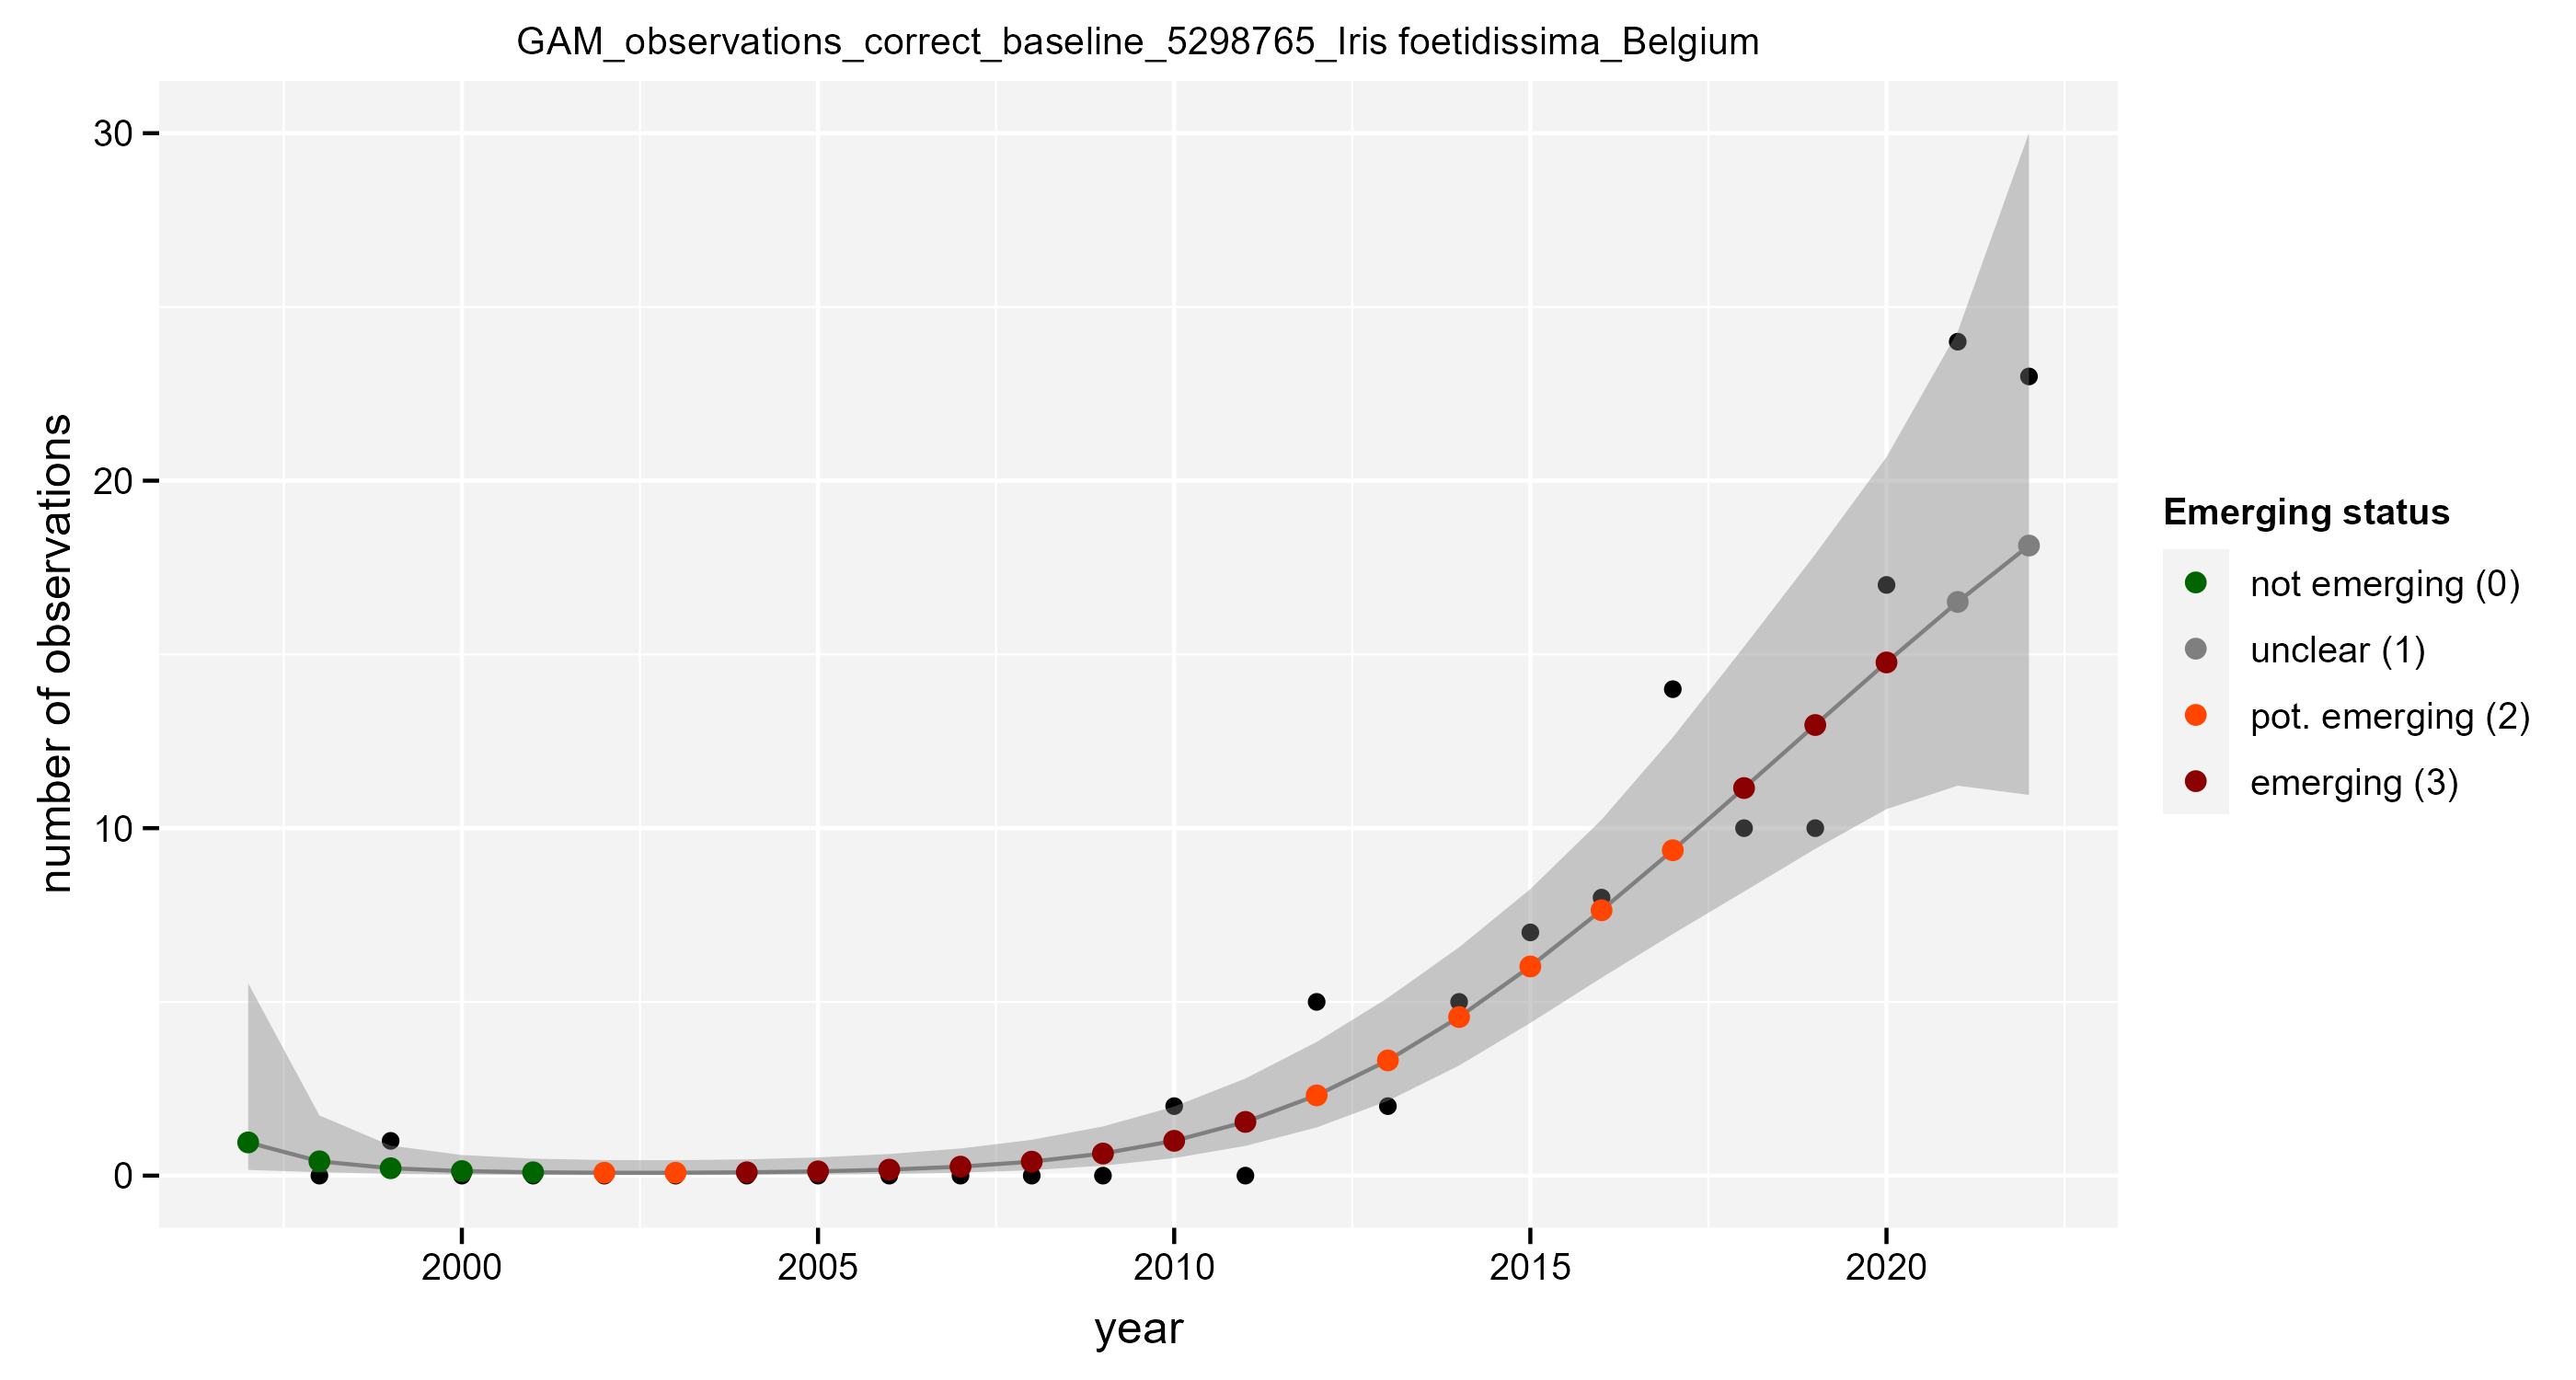 GAM_observations_correct_baseline_5298765_Iris foetidissima_Belgium
number of observations
30
20
10
0
2000 2005 2010 2015 2020
year
Emerging status
not emerging (0)
unclear (1)
pot. emerging (2)
emerging (3)